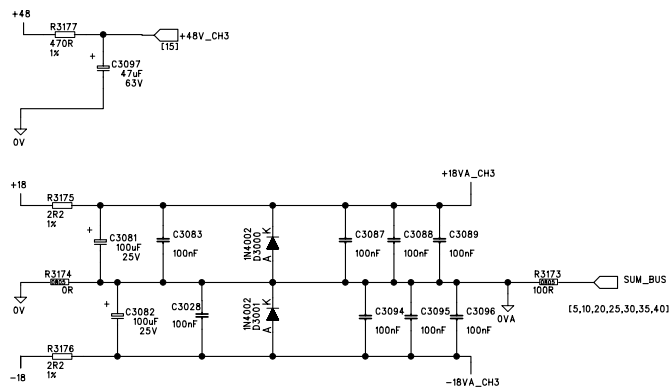 +48
R3177
470R
1%
+48V_CH3
[15]
+
C3097
47uF
63V
0V
+18
R3175
2R2
1%
+18VA_CH3
+
C3081
100uF
25V
C3083
100nF
1N4002
D3000
K
A
C3087
100nF
C3088
100nF
C3089
100nF
R3174
0805
0R
0V
R3173
0805
100R
SUM_BUS
[5,10,20,25,30,35,40]
+
C3082
100uF
25V
C3028
100nF
1N4002
D3001
K
A
C3094
100nF
C3095
100nF
C3096
100nF
0VA
R3176
2R2
1%
-18
-18VA_CH3